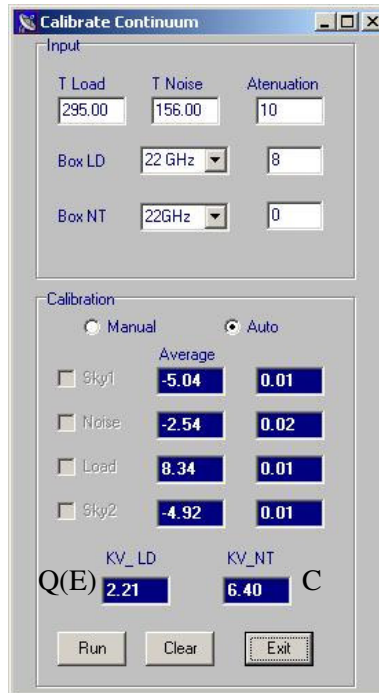 Calibrate Continuum
Input
T Load T Noise Atenuation
295.00 156.00 10
Box LD 22 GHz 8
Box NT 22GHz 0
Calibration
Manual Auto
Average
Sky1 -5.04 0.01
Noise -2.54 0.02
Load 8.34 0.01
Sky2 -4.92 0.01
KV_ LD KV_NT
Q(E) 2.21 6.40 C
Run Clear Exit